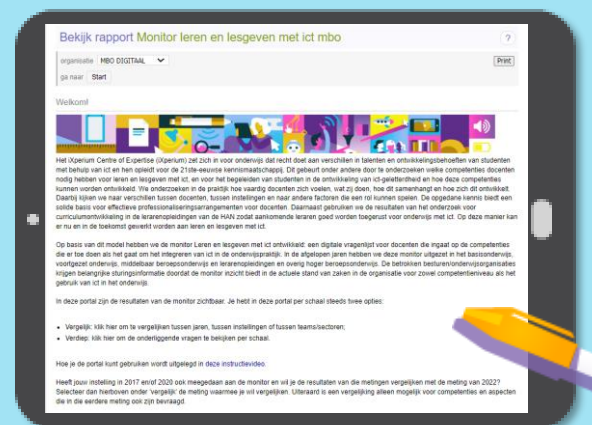 Bekijk rapport Monitor leren en lesgeven met ict mbo
?
organisatie MBO DIGITAAL
Print
ga naar Start
Welkom!
Het iXperium Centre of Expertise (iXperium) zet zich in voor onderwijs dat recht doet aan verschillen in talenten en ontwikkelingsbehoeften van studenten
met behulp van ict en hen opleidt voor de 21ste-eeuwse kennismaatschappij. Dit gebeurt onder andere door te onderzoeken welke competenties docenten
nodig hebben voor leren en lesgeven met ict, en voor het begeleiden van studenten in de ontwikkeling van ict-geletterdheid en hoe deze competenties
kunnen worden ontwikkeld. We onderzoeken in de praktijk hoe vaardig docenten zich voelen, wat zij doen, hoe dit samenhangt en hoe zich dit ontwikkelt.
Daarbij kijken we naar verschillen tussen docenten, tussen instellingen en naar andere factoren die een rol kunnen spelen. De opgedane kennis biedt een
solide basis voor effectieve professionaliseringsarrangementen voor docenten. Daarnaast gebruiken we de resultaten van het onderzoek voor
curriculumontwikkeling in de lerarenopleidingen van de HAN zodat aankomende leraren goed worden toegerust voor onderwijs met ict. Op deze manier kan
er nu en in de toekomst gewerkt worden aan leren en lesgeven met ict.
Op basis van dit model hebben we de monitor Leren en lesgeven met ict ontwikkeld: een digitale vragenlijst voor docenten die ingaat op de competenties
die er toe doen als het gaat om het integreren van ict in de onderwijspraktijk. In de afgelopen jaren hebben we deze monitor uitgezet in het basisonderwijs,
voortgezet onderwijs, middelbaar beroepsonderwijs en lerarenopleidingen en overig hoger beroepsonderwijs. De betrokken besturen/onderwijsorganisaties
krijgen belangrijke sturingsinformatie doordat de monitor inzicht biedt in de actuele stand van zaken in de organisatie voor zowel competentieniveau als het
gebruik van ict in het onderwijs.
In deze portal zijn de resultaten van de monitor zichtbaar. Je hebt in deze portal per schaal steeds twee opties:
• Vergelijk: klik hier om te vergelijken tussen jaren, tussen instellingen of tussen teams/sectoren;
• Verdiep: klik hier om de onderliggende vragen te bekijken per schaal.
Hoe je de portal kunt gebruiken wordt uitgelegd in deze instructievideo.
Heeft jouw instelling in 2017 en/of 2020 ook meegedaan aan de monitor en wil je de resultaten van die metingen vergelijken met de meting van 2022?
Selecteer dan hierboven onder 'vergelijk' de meting waarmee je wil vergelijken. Uiteraard is een vergelijking alleen mogelijk voor competenties en aspecten
die in die eerdere meting ook zijn bevraagd.